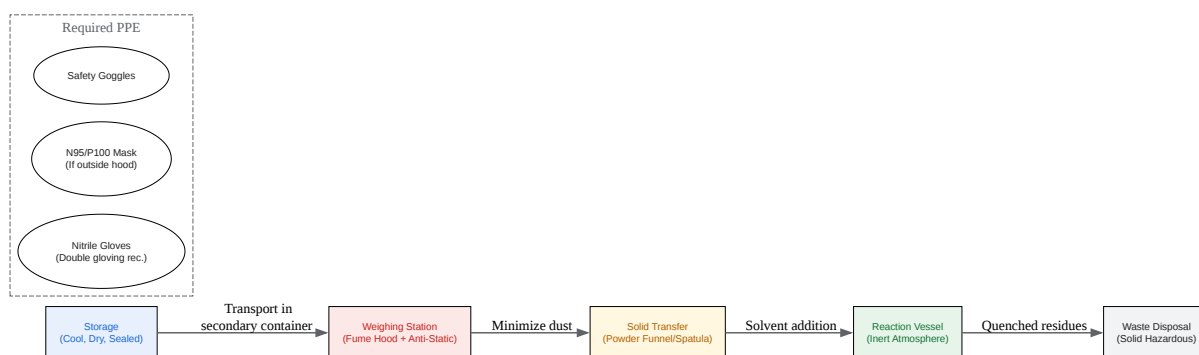 Required PPE
Safety Goggles
N95/P100 Mask
(If outside hood)
Nitrile Gloves
(Double gloving rec.)
Storage
(Cool, Dry, Sealed)
Transport in
secondary container
Weighing Station
(Fume Hood + Anti-Static)
Minimize dust
Solid Transfer
(Powder Funnel/Spatula)
Solvent addition
Reaction Vessel
(Inert Atmosphere)
Quenched residues
Waste Disposal
(Solid Hazardous)